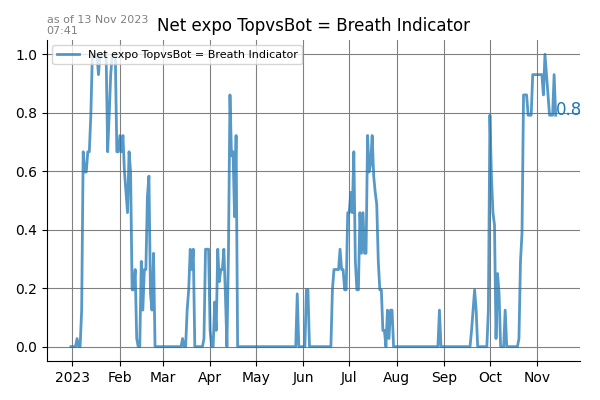 as of 13 Nov 2023
07:41
Net expo TopvsBot = Breath Indicator
Net expo TopvsBot = Breath Indicator
1.0
0.8
0.8
0.6
0.4
0.2
0.0
2023 Feb Mar Apr May Jun Jul Aug Sep Oct Nov